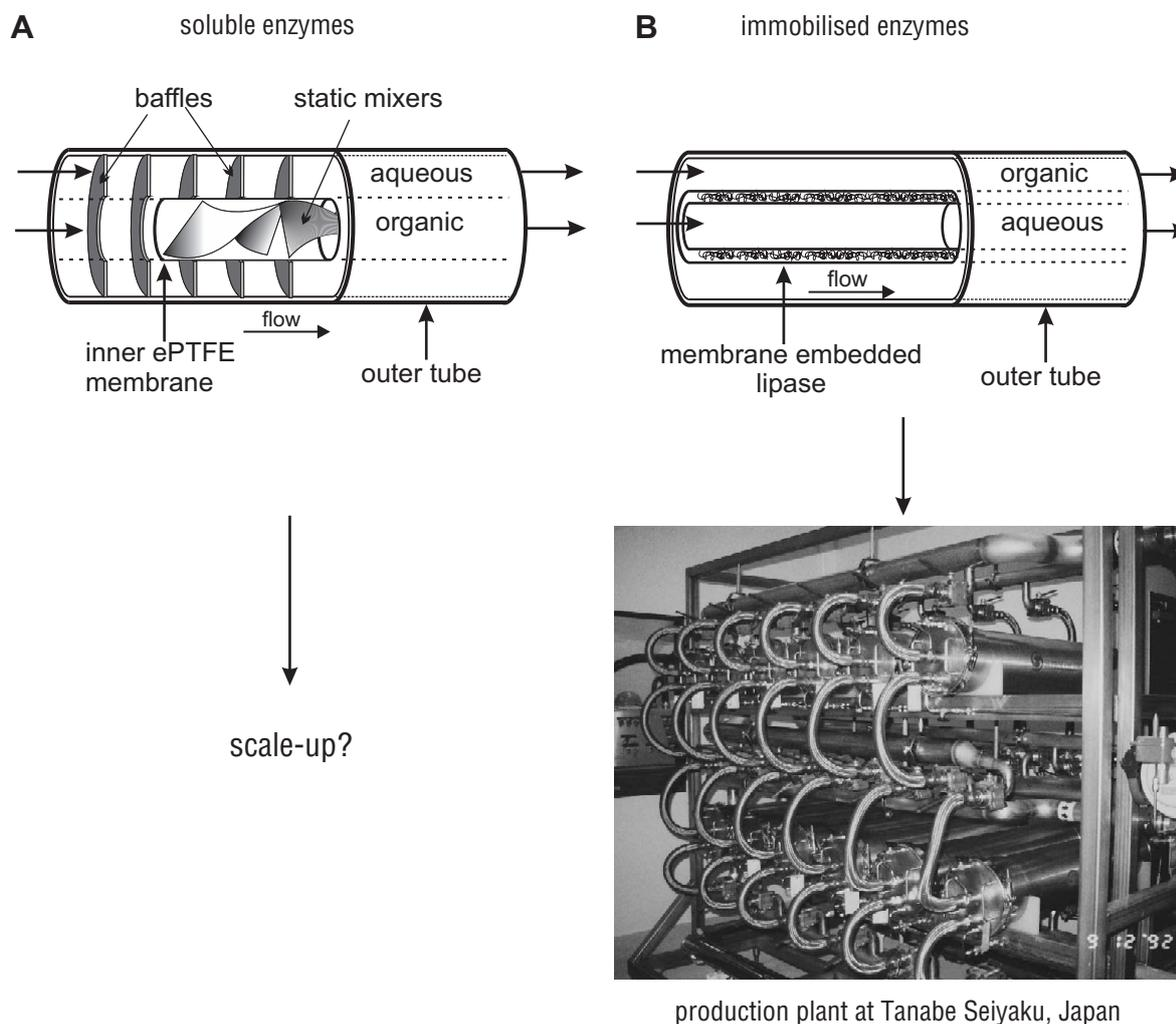 A
soluble enzymes
baffles
static mixers
aqueous
organic
flow
inner ePTFE
membrane
outer tube
scale-up?
B
immobilised enzymes
organic
aqueous
flow
membrane embedded
lipase
outer tube
9 12 '92
production plant at Tanabe Seiyaku, Japan